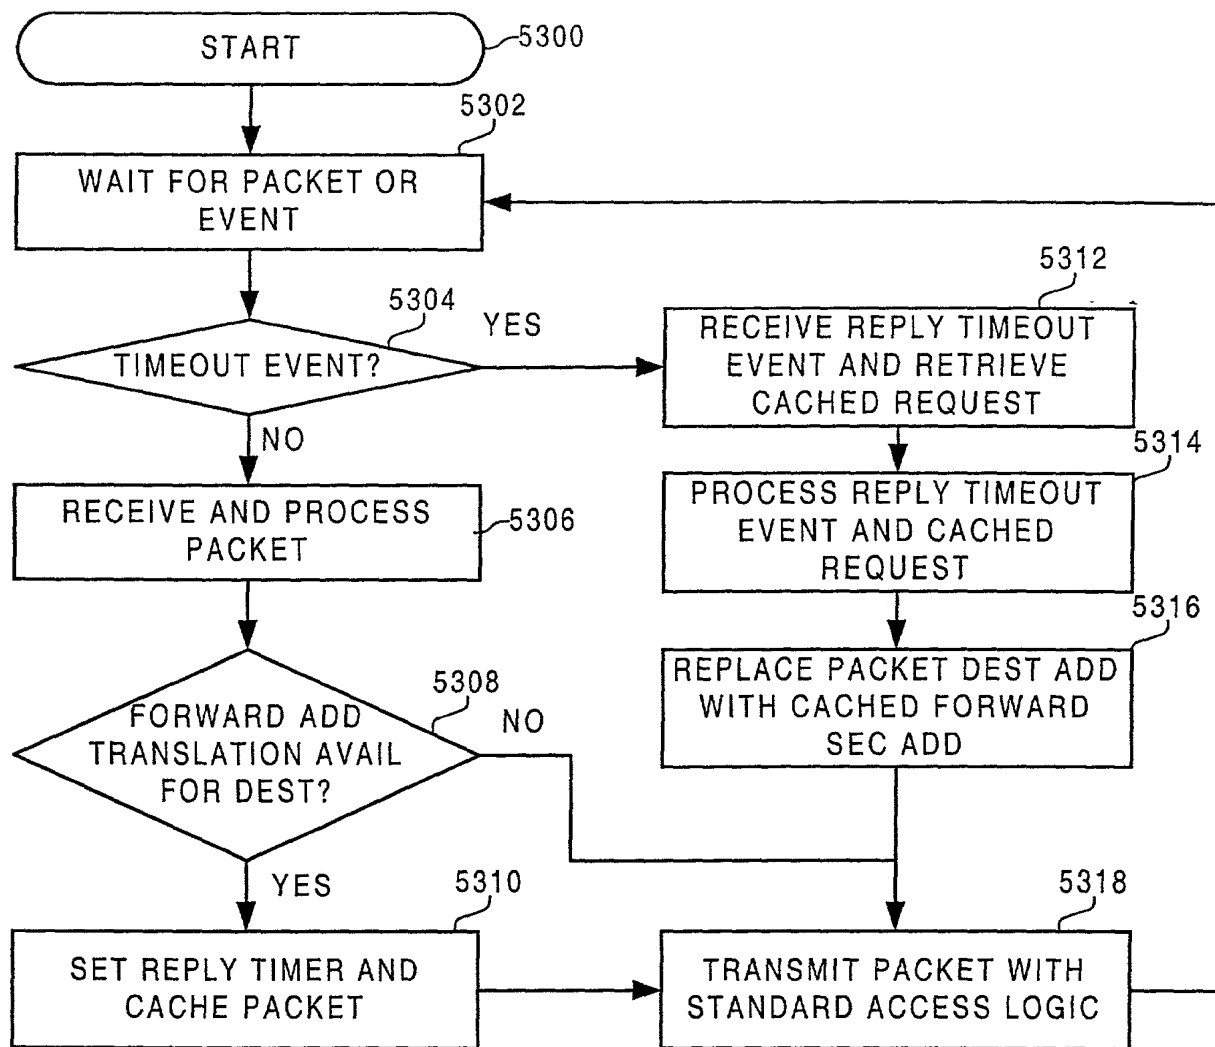 START
5300
5302
WAIT FOR PACKET OR
EVENT
5304
TIMEOUT EVENT?
YES
NO
5312
RECEIVE REPLY TIMEOUT
EVENT AND RETRIEVE
CACHED REQUEST
5314
PROCESS REPLY TIMEOUT
EVENT AND CACHED
REQUEST
RECEIVE AND PROCESS
PACKET
5306
5316
REPLACE PACKET DEST ADD
WITH CACHED FORWARD
SEC ADD
5308
FORWARD ADD
TRANSLATION AVAIL
FOR DEST?
NO
YES
5310
SET REPLY TIMER AND
CACHE PACKET
5318
TRANSMIT PACKET WITH
STANDARD ACCESS LOGIC